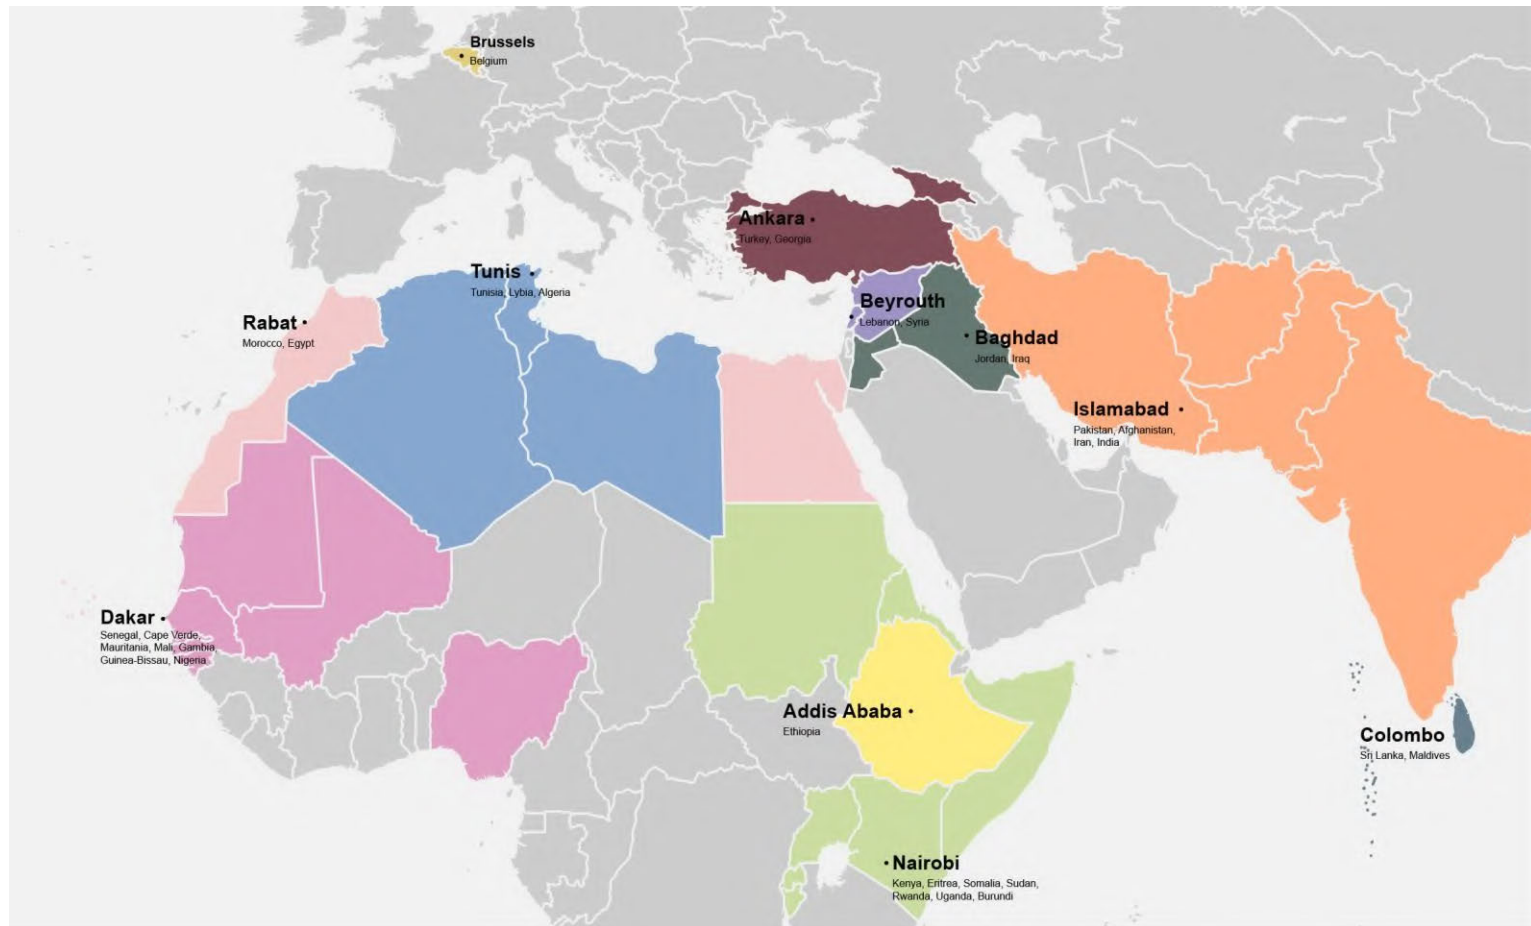 Brussels
Belgium
Ankara
Turkey, Georgia
Tunis
Tunisia, Lybia, Algeria
Beyrouth
Lebanon, Syria
Rabat
Morocco, Egypt
Baghdad
Jordan, Iraq
Islamabad
Pakistan, Afghanistan,
Iran, India
Dakar
Senegal, Cape Verde,
Mauritania, Mali, Gambia
Guinea-Bissau, Nigeria
Addis Ababa
Ethiopia
Colombo
Sri Lanka, Maldives
Nairobi
Kenya, Eritrea, Somalia, Sudan,
Rwanda, Uganda, Burundi